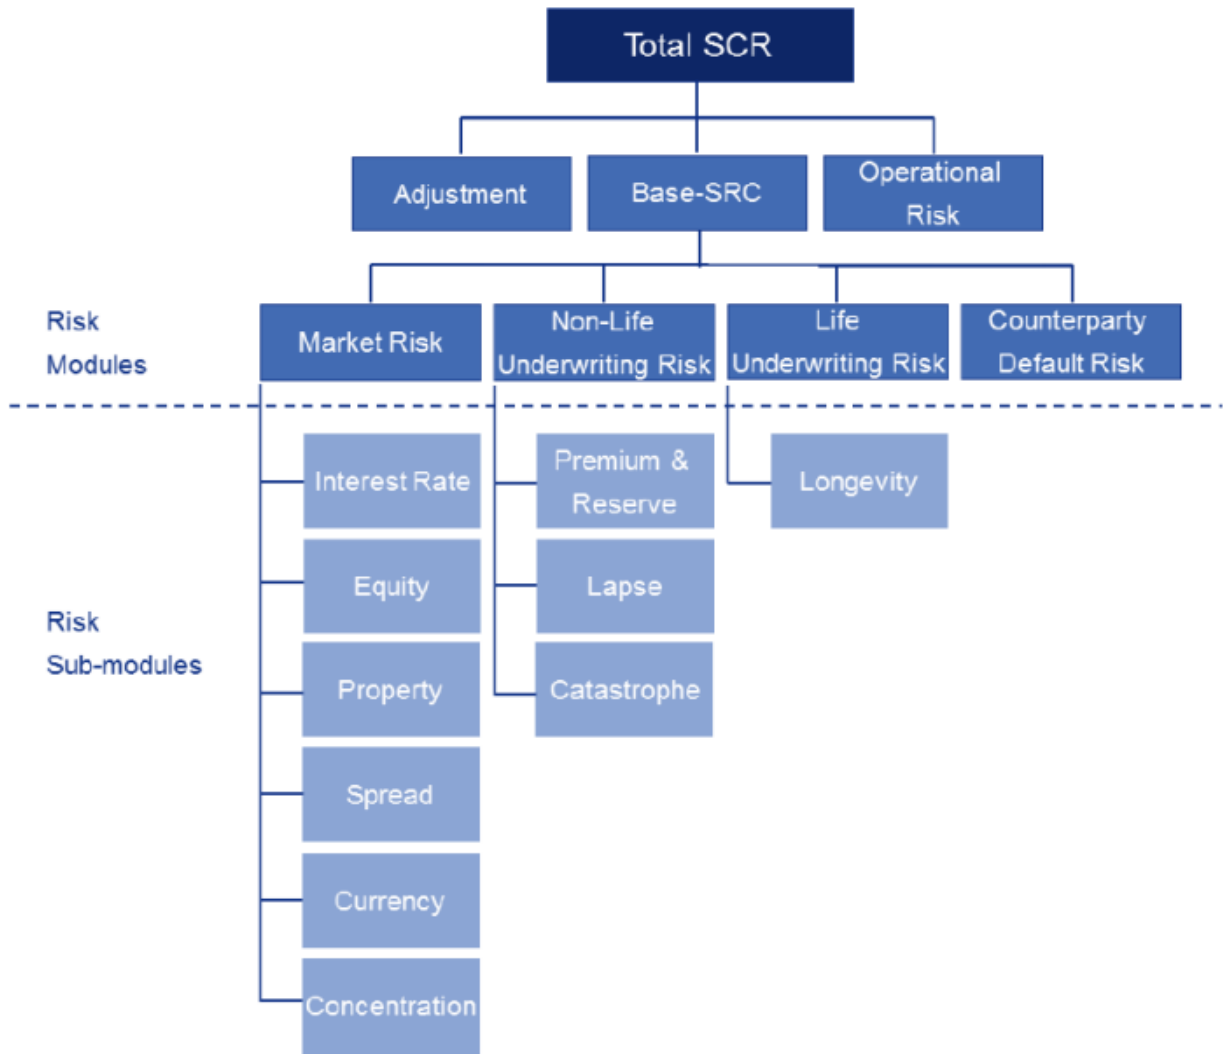 Total SCR
Adjustment
Base-SRC
Operational
Risk
Risk
Modules
Market Risk
Non-Life
Underwriting Risk
Life
Underwriting Risk
Counterparty
Default Risk
Risk
Sub-modules
Interest Rate
Equity
Property
Spread
Currency
Concentration
Premium &
Reserve
Lapse
Catastrophe
Longevity